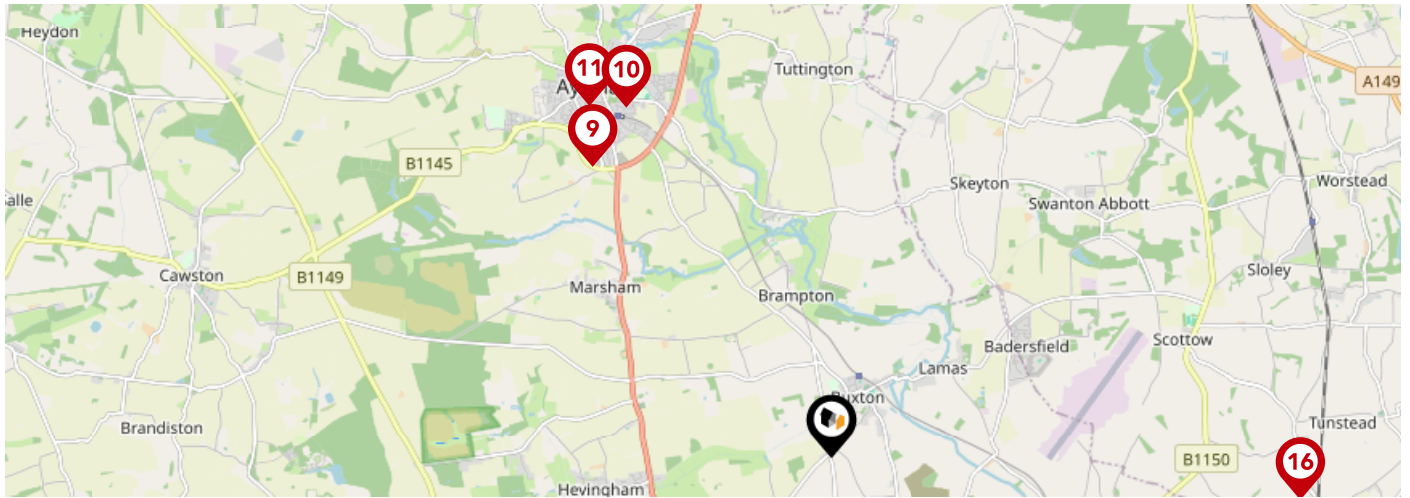 Heydon
11
10
Tuttington
A149
9
B1145
Skeyton
Worstead
Swanton Abbott
Cawston
B1149
Sloley
Marsham
Brampton
Scottow
Badersfield
Lamas
Buxton
Brandiston
Tunstead
B1150
16
Hevingham